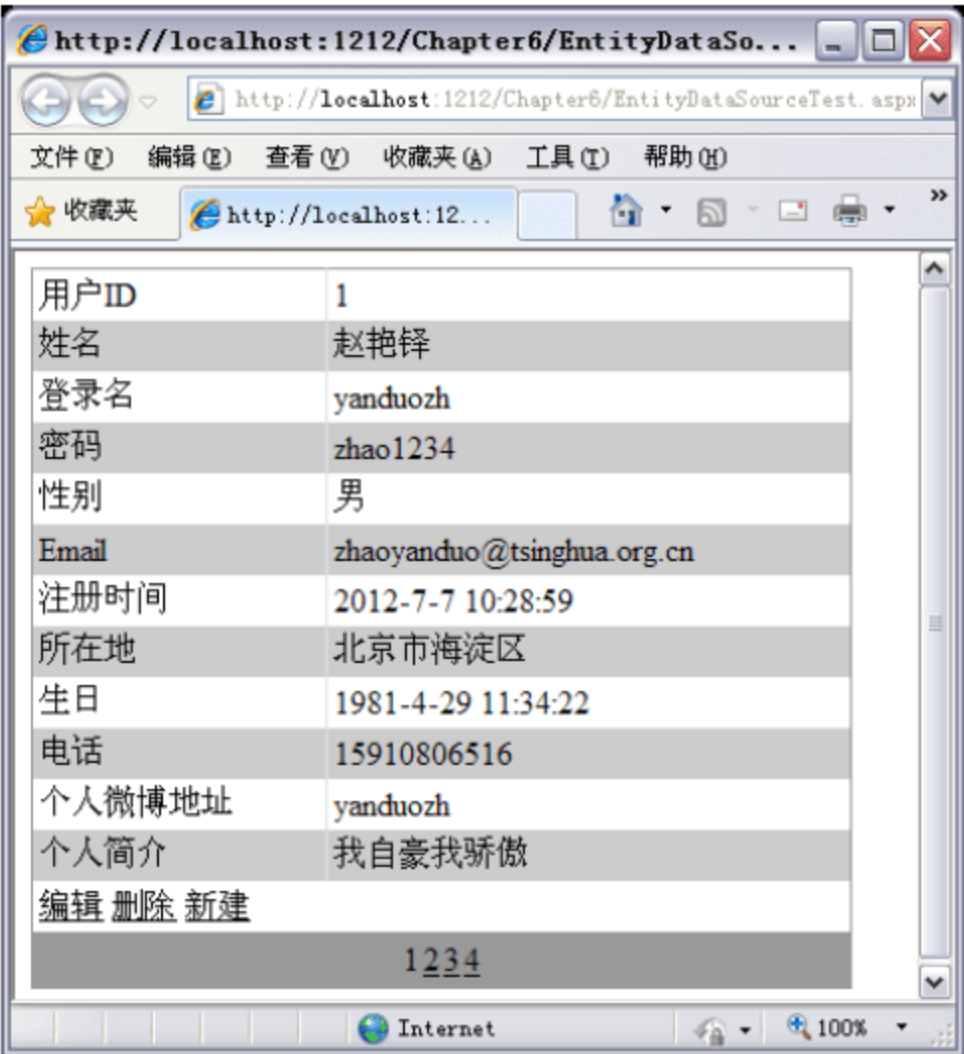 http://localhost:1212/Chapter6/EntityDataSo...
http://localhost:1212/Chapter6/EntityDataSourceTest.aspx
文件(F) 编辑(E) 查看(V) 收藏夹(A) 工具(T) 帮助(H)
收藏夹 http://localhost:12... »
用户ID 1
姓名 赵艳铎
登录名 yanduozh
密码 zhao1234
性别 男
Email zhaoyanduo@tsinghua.org.cn
注册时间 2012-7-7 10:28:59
所在地 北京市海淀区
生日 1981-4-29 11:34:22
电话 15910806516
个人微博地址 yanduozh
个人简介 我自豪我骄傲
编辑 删除 新建
1234
Internet 100%